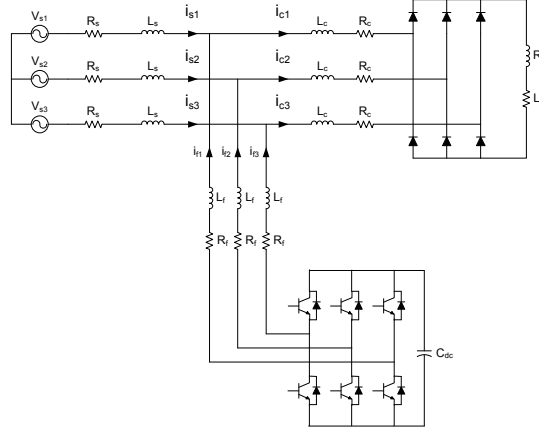 Vs1 Rs Ls is1 ic1 Lc Rc
Vs2 Rs Ls is2 ic2 Lc Rc
Vs3 Rs Ls is3 ic3 Lc Rc
R
L
if1 if2 if3
Lf Lf Lf
Rf Rf Rf
Cdc